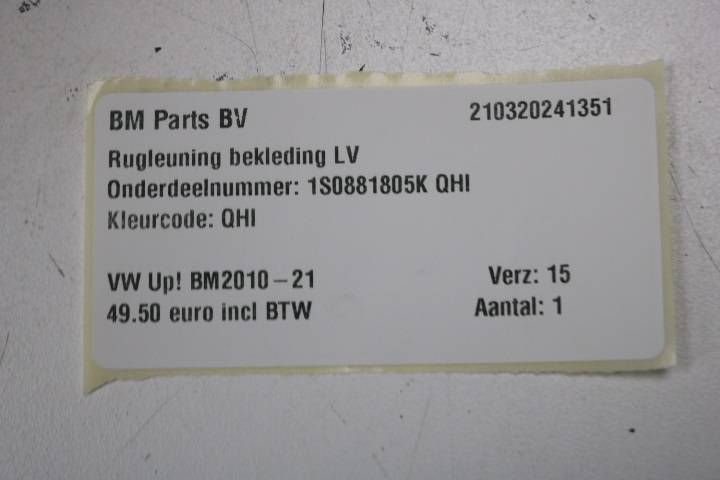 BM Parts BV 210320241351
Rugleuning bekleding LV
Onderdeelnummer: 1S0881805K QHI
Kleurcode: QHI
VW Up! BM2010-21 Verz: 15
49.50 euro incl BTW Aantal: 1